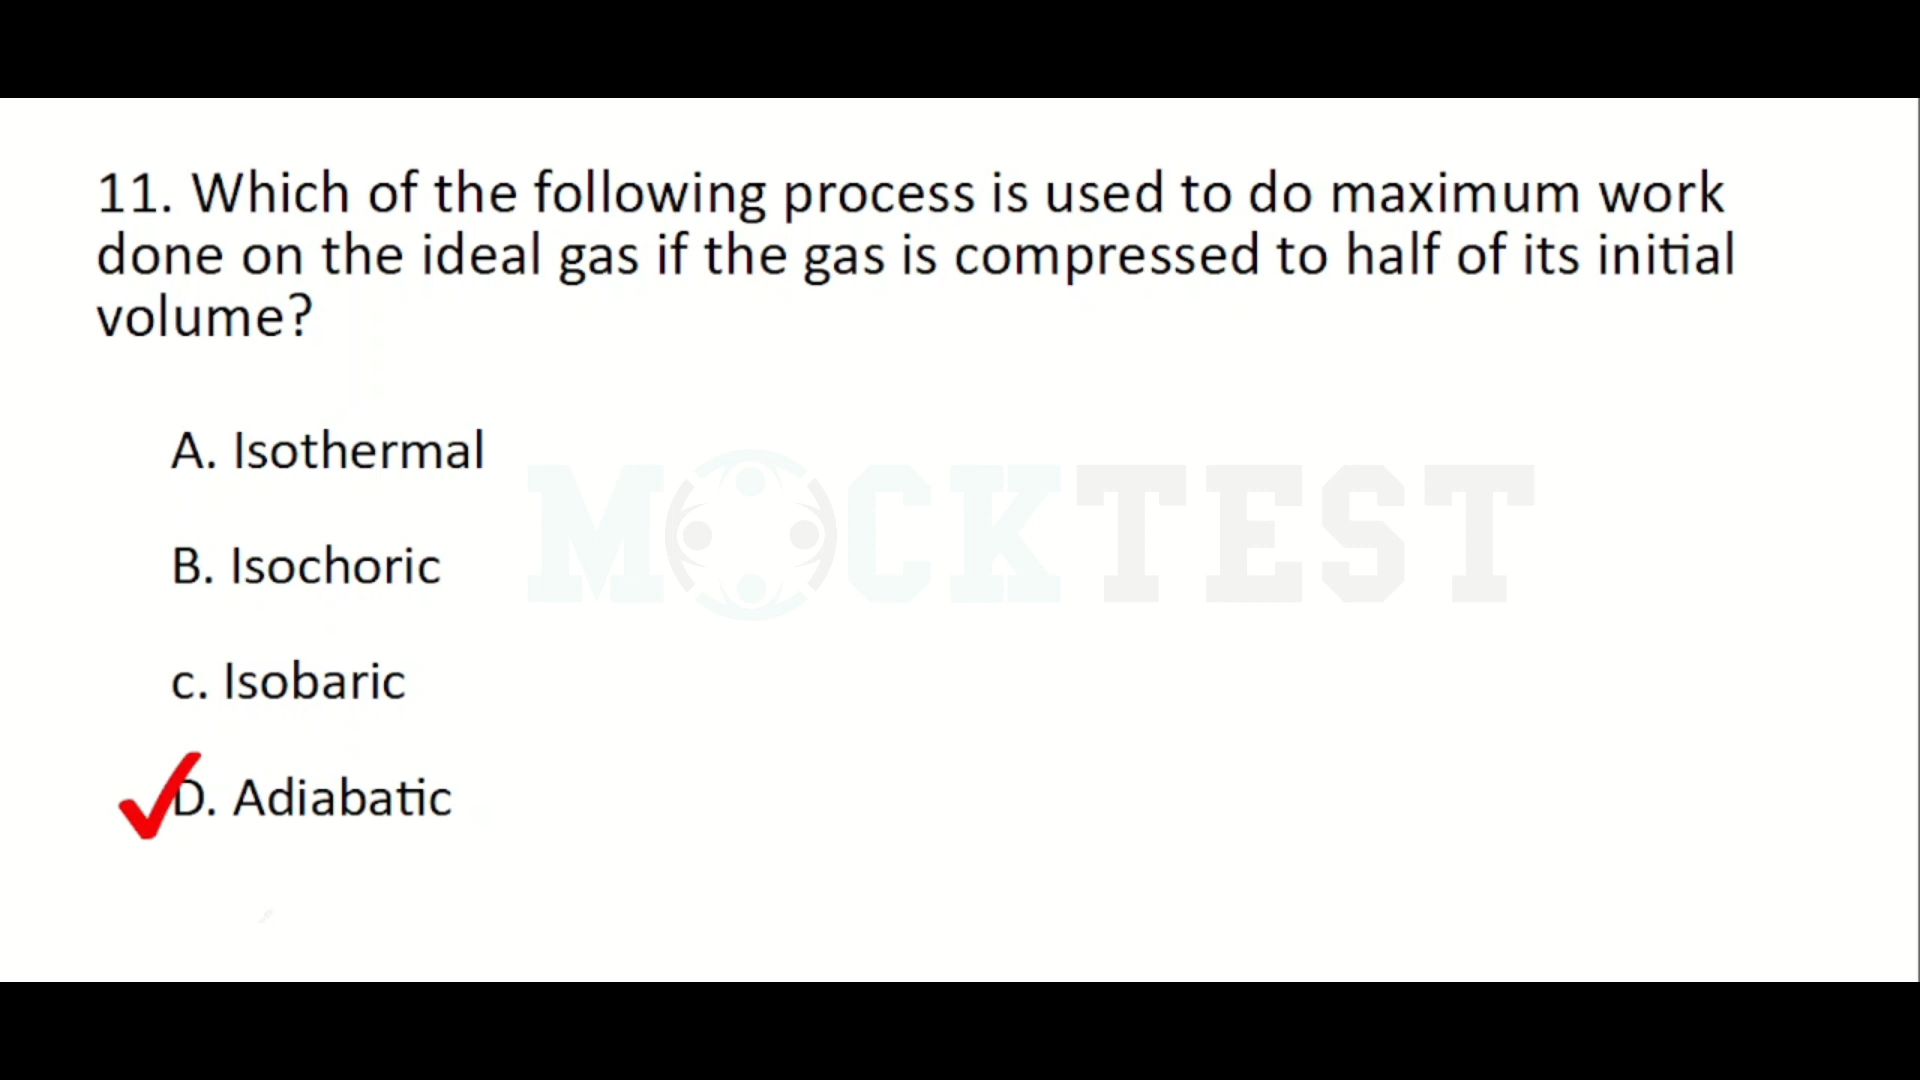 11. Which of the following process is used to do maximum work
done on the ideal gas if the gas is compressed to half of its initial
volume?
A. Isothermal
MOCKTEST
B. Isochoric
c. Isobaric
D. Adiabatic